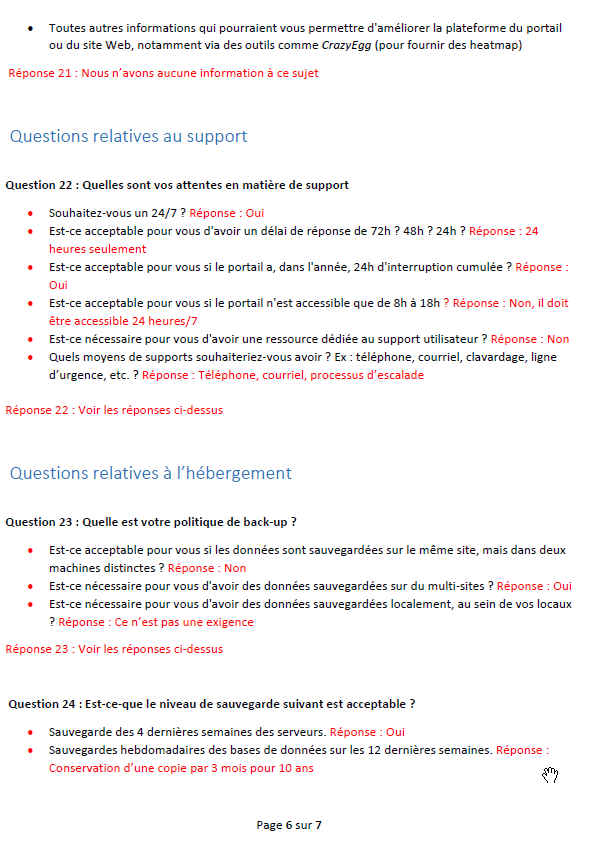 • Toutes autres informations qui pourraient vous permettre d'améliorer la plateforme du portail
ou du site Web, notamment via des outils comme CrazyEgg (pour fournir des heatmap)
Réponse 21 : Nous n’avons aucune information à ce sujet
Questions relatives au support
Question 22 : Quelles sont vos attentes en matière de support
• Souhaitez-vous un 24/7 ? Réponse : Oui
• Est-ce acceptable pour vous d'avoir un délai de réponse de 72h ? 48h ? 24h ? Réponse : 24
heures seulement
• Est-ce acceptable pour vous si le portail a, dans l'année, 24h d'interruption cumulée ? Réponse :
Oui
• Est-ce acceptable pour vous si le portail n'est accessible que de 8h à 18h ? Réponse : Non, il doit
être accessible 24 heures/7
• Est-ce nécessaire pour vous d'avoir une ressource dédiée au support utilisateur ? Réponse : Non
• Quels moyens de supports souhaiteriez-vous avoir ? Ex : téléphone, courriel, clavardage, ligne
d’urgence, etc. ? Réponse : Téléphone, courriel, processus d’escalade
Réponse 22 : Voir les réponses ci-dessus
Questions relatives à l’hébergement
Question 23 : Quelle est votre politique de back-up ?
• Est-ce acceptable pour vous si les données sont sauvegardées sur le même site, mais dans deux
machines distinctes ? Réponse : Non
• Est-ce nécessaire pour vous d'avoir des données sauvegardées sur du multi-sites ? Réponse : Oui
• Est-ce nécessaire pour vous d'avoir des données sauvegardées localement, au sein de vos locaux
? Réponse : Ce n’est pas une exigence
Réponse 23 : Voir les réponses ci-dessus
Question 24 : Est-ce-que le niveau de sauvegarde suivant est acceptable ?
• Sauvegarde des 4 dernières semaines des serveurs. Réponse : Oui
• Sauvegardes hebdomadaires des bases de données sur les 12 dernières semaines. Réponse :
Conservation d’une copie par 3 mois pour 10 ans
Page 6 sur 7